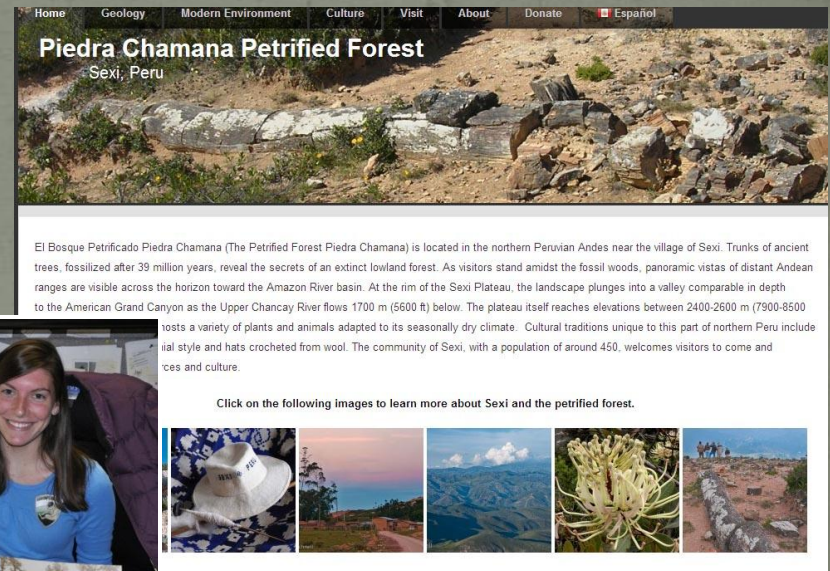 Home Geology Modern Environment Culture Visit About Donate Español
Piedra Chamana Petrified Forest
Sexi, Peru
El Bosque Petrificado Piedra Chamana (The Petrified Forest Piedra Chamana) is located in the northern Peruvian Andes near the village of Sexi. Trunks of ancient
trees, fossilized after 39 million years, reveal the secrets of an extinct lowland forest. As visitors stand amidst the fossil woods, panoramic vistas of distant Andean
ranges are visible across the horizon toward the Amazon River basin. At the rim of the Sexi Plateau, the landscape plunges into a valley comparable in depth
to the American Grand Canyon as the Upper Chancay River flows 1700 m (5600 ft) below. The plateau itself reaches elevations between 2400-2600 m (7900-8500
hosts a variety of plants and animals adapted to its seasonally dry climate. Cultural traditions unique to this part of northern Peru include
style and hats crocheted from wool. The community of Sexi, with a population of around 450, welcomes visitors to come and
and culture.
Click on the following images to learn more about Sexi and the petrified forest.